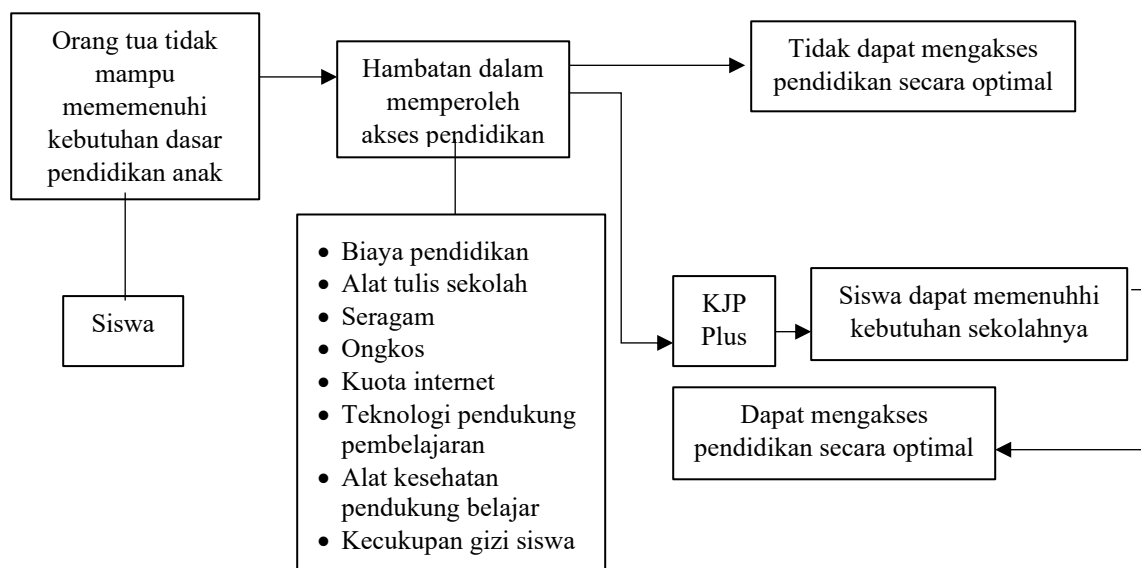 Orang tua tidak
mampu
mememenuhi
kebutuhan dasar
pendidikan anak
Hambatan dalam
memperoleh
akses pendidikan
Tidak dapat mengakses
pendidikan secara optimal
Siswa
• Biaya pendidikan
• Alat tulis sekolah
• Seragam
• Ongkos
• Kuota internet
• Teknologi pendukung
pembelajaran
• Alat kesehatan
pendukung belajar
• Kecukupan gizi siswa
KJP
Plus
Siswa dapat memenuhhi
kebutuhan sekolahnya
Dapat mengakses
pendidikan secara optimal